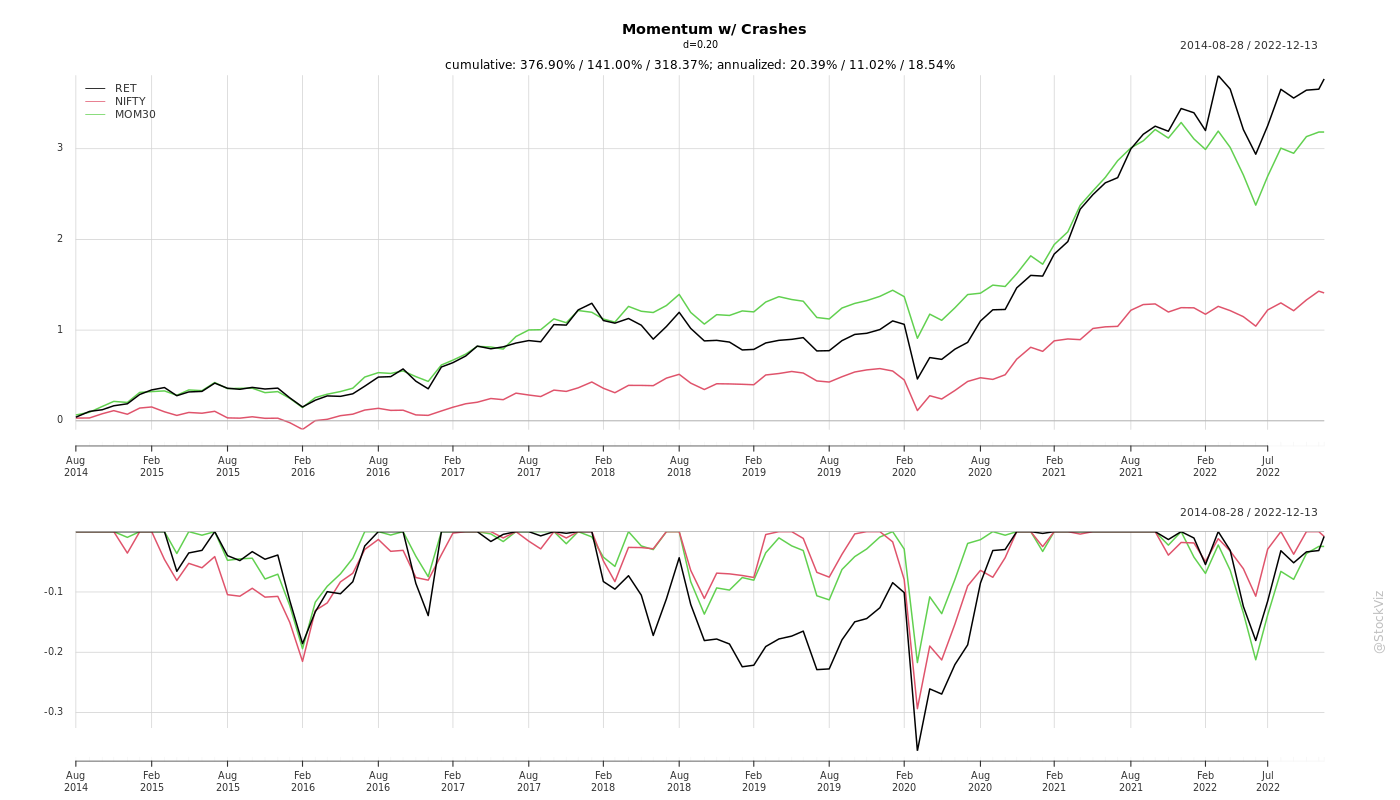 Momentum w/ Crashes
d=0.20
2014-08-28 / 2022-12-13
cumulative: 376.90% / 141.00% / 318.37%; annualized: 20.39% / 11.02% / 18.54%
RET
NIFTY
MOM30
3
2
1
0
Aug 2014
Feb 2015
Aug 2015
Feb 2016
Aug 2016
Feb 2017
Aug 2017
Feb 2018
Aug 2018
Feb 2019
Aug 2019
Feb 2020
Aug 2020
Feb 2021
Aug 2021
Feb 2022
Jul 2022
2014-08-28 / 2022-12-13
-0.1
-0.2
-0.3
Aug 2014
Feb 2015
Aug 2015
Feb 2016
Aug 2016
Feb 2017
Aug 2017
Feb 2018
Aug 2018
Feb 2019
Aug 2019
Feb 2020
Aug 2020
Feb 2021
Aug 2021
Feb 2022
Jul 2022
@StockViz